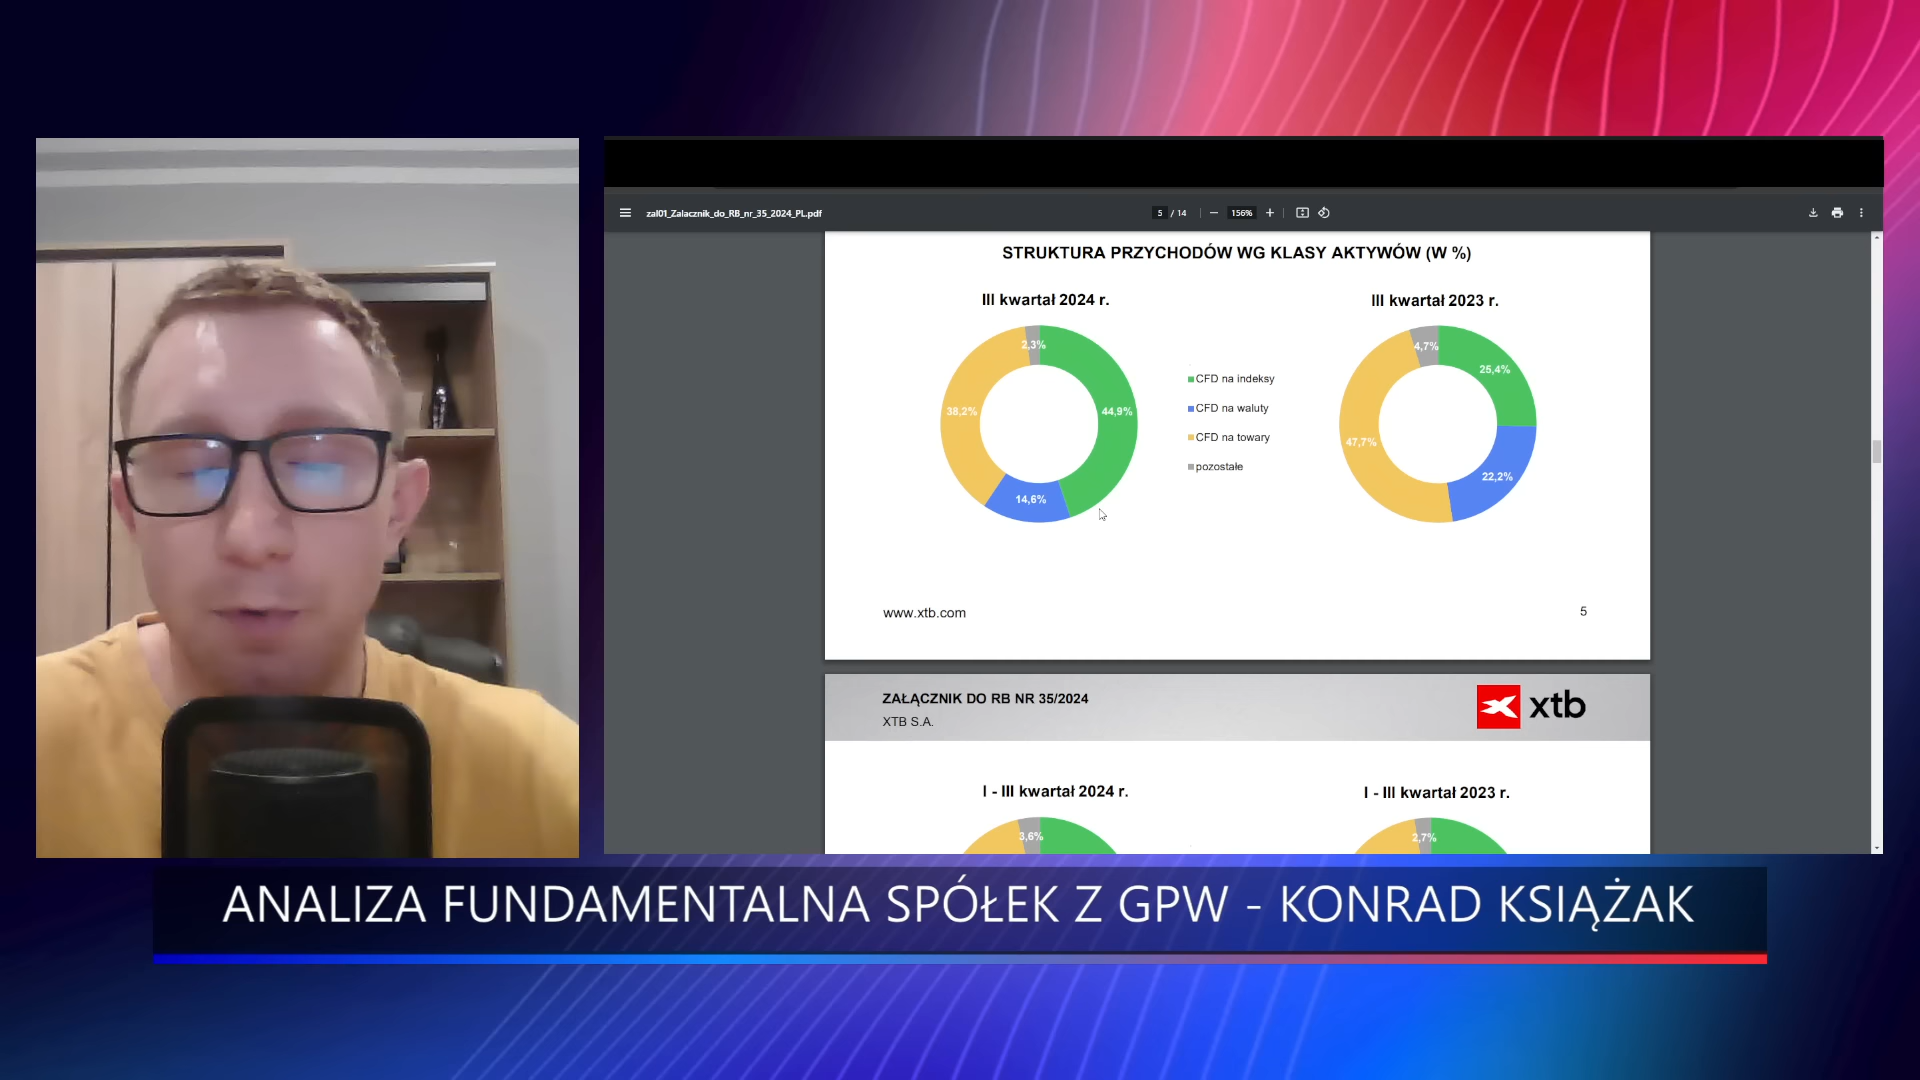 zal01_Zalacznik_do_RB_nr_35_2024_PL.pdf
5 / 14
156%
STRUKTURA PRZYCHODÓW WG KLASY AKTYWÓW (W %)
III kwartał 2024 r.
III kwartał 2023 r.
2,3%
38,2%
44,9%
14,6%
CFD na indeksy
CFD na waluty
CFD na towary
pozostałe
4,7%
25,4%
47,7%
22,2%
www.xtb.com
5
ZAŁĄCZNIK DO RB NR 35/2024
XTB S.A.
xtb
I - III kwartał 2024 r.
I - III kwartał 2023 r.
3,6%
2,7%
ANALIZA FUNDAMENTALNA SPÓŁEK Z GPW - KONRAD KSIĄŻAK